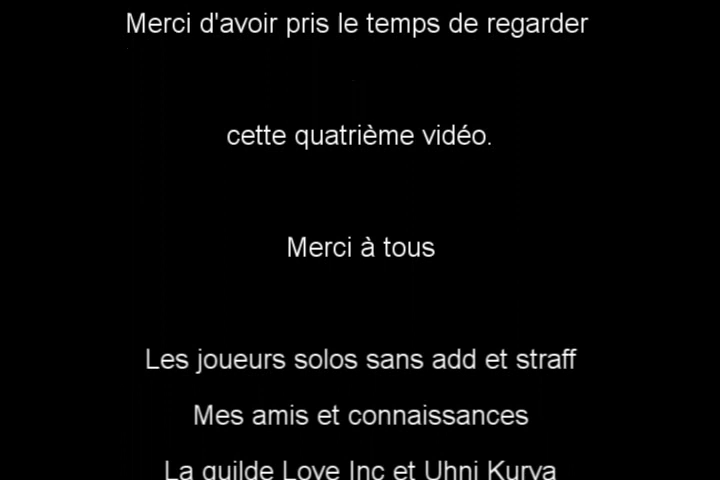 Merci d'avoir pris le temps de regarder
cette quatrième vidéo.
Merci à tous
Les joueurs solos sans add et straff
Mes amis et connaissances
La guilde Love Inc et Uhni Kurva